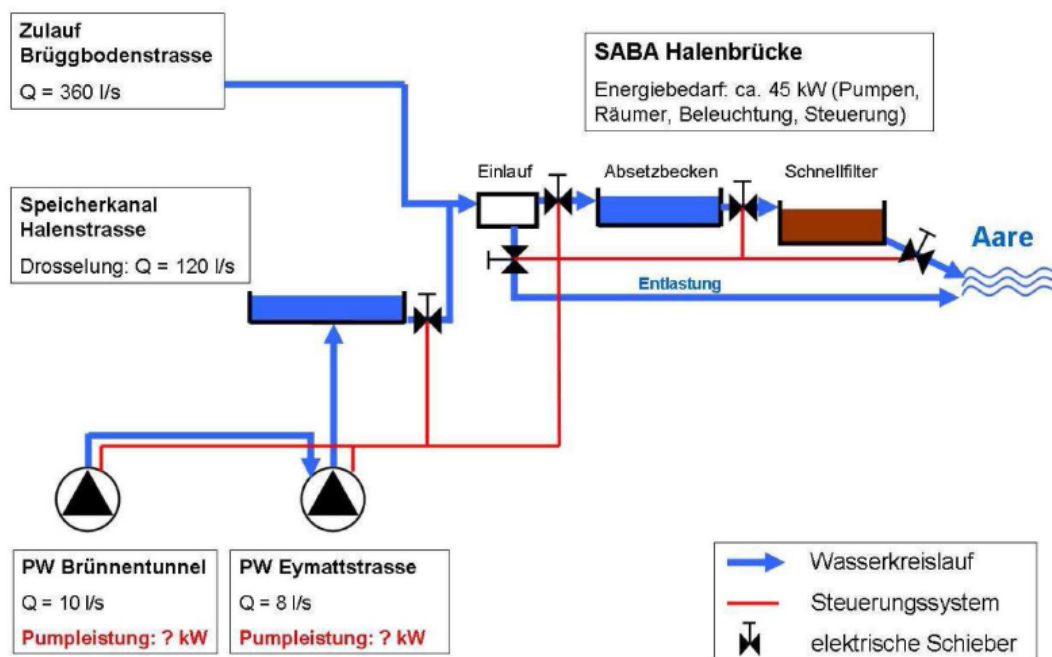 Zulauf
Brüggbodenstrasse
Q = 360 l/s
SABA Halenbrücke
Energiebedarf: ca. 45 kW (Pumpen,
Räumer, Beleuchtung, Steuerung)
Einlauf
Absetzbecken
Schnellfilter
Speicherkanal
Halenstrasse
Drosselung: Q = 120 l/s
Aare
Entlastung
PW Brünnentunnel
Q = 10 l/s
Pumpleistung: ? kW
PW Eymattstrasse
Q = 8 l/s
Pumpleistung: ? kW
Wasserkreislauf
Steuerungssystem
elektrische Schieber